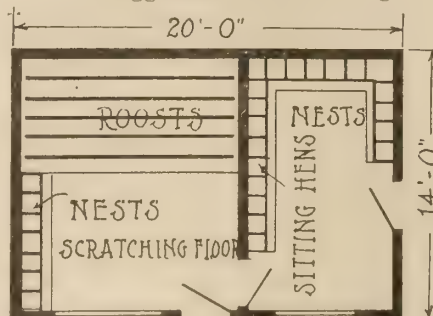 20'-0"
ROOSTS
NESTS
NESTS
SCRATCHING FLOOR
SITTING HENS
14'-0"